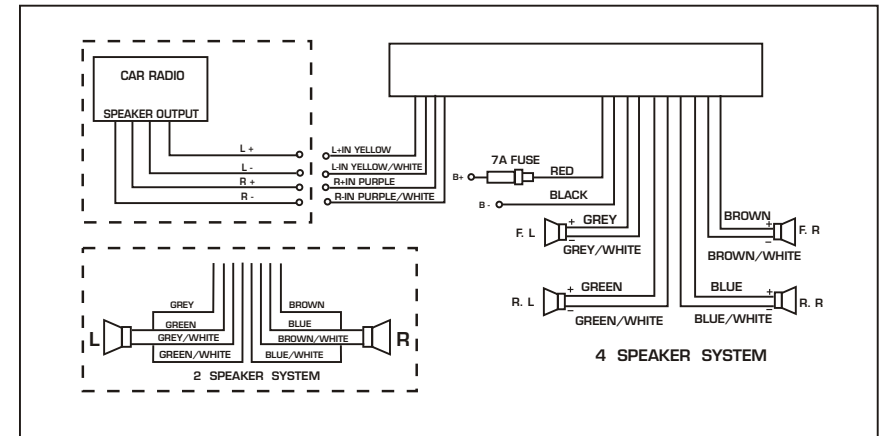 CAR RADIO
SPEAKER OUTPUT
L +
L -
R +
R -
L+IN YELLOW
L-IN YELLOW/WHITE
R+IN PURPLE
R-IN PURPLE/WHITE
7A FUSE
B+
RED
B -
BLACK
F. L
+
GREY
–
GREY/WHITE
BROWN
+
F. R
–
BROWN/WHITE
R. L
+
GREEN
–
GREEN/WHITE
BLUE
+
R. R
–
BLUE/WHITE
4 SPEAKER SYSTEM
GREY
BROWN
L
GREEN
BLUE
R
GREY/WHITE
BROWN/WHITE
GREEN/WHITE
BLUE/WHITE
2 SPEAKER SYSTEM